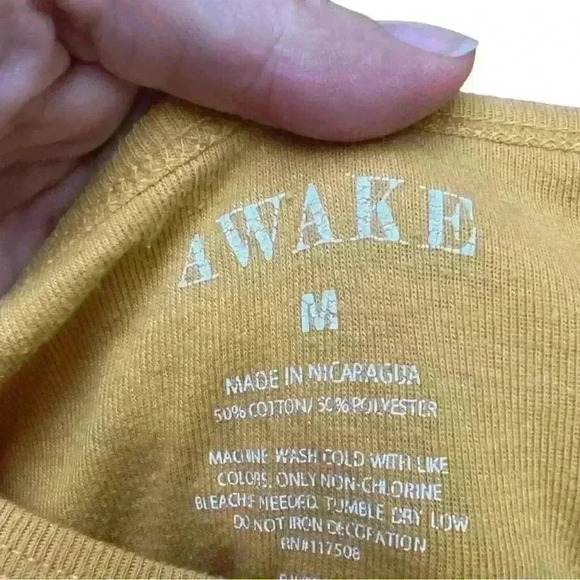 AWAKE
M
MADE IN NICARAGUA
50% COTTON/ 50% POLYESTER
MACHINE WASH COLD WITH LIKE
COLORS. ONLY NON-CHLORINE
BLEACH IF NEEDED. TUMBLE DRY LOW
DO NOT IRON DECORATION
RN#117508